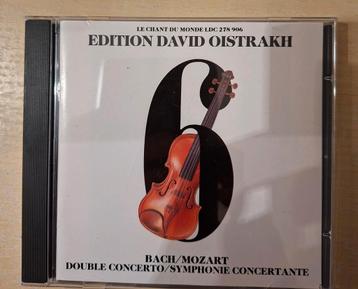 LE CHANT DU MONDE LDC 278 906
EDITION DAVID OISTRAKH
6
BACH/MOZART
DOUBLE CONCERTO/SYMPHONIE CONCERTANTE